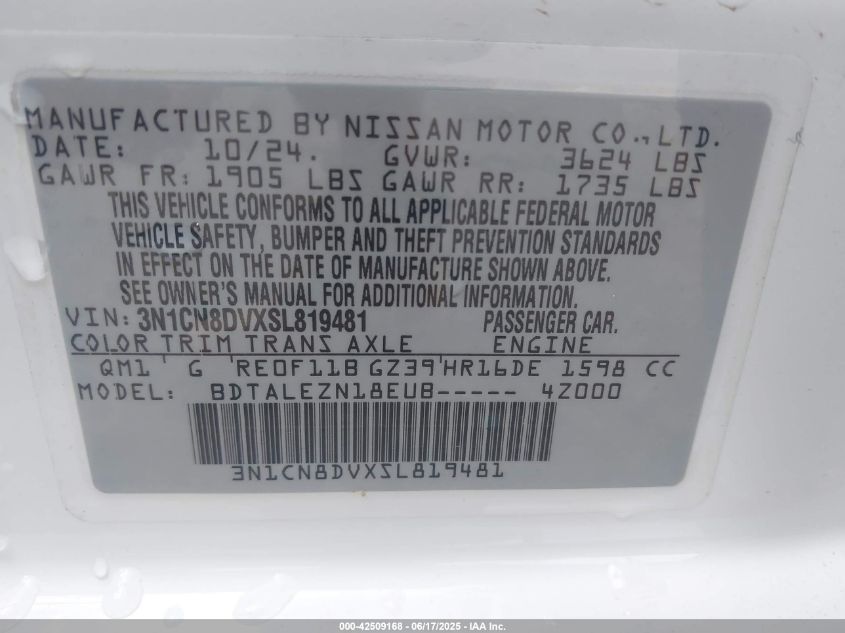 MANUFACTURED BY NISSAN MOTOR CO.,LTD.
DATE: 10/24. GVWR: 3624 LBS
GAWR FR: 1905 LBS GAWR RR: 1735 LBS
THIS VEHICLE CONFORMS TO ALL APPLICABLE FEDERAL MOTOR
VEHICLE SAFETY, BUMPER AND THEFT PREVENTION STANDARDS
IN EFFECT ON THE DATE OF MANUFACTURE SHOWN ABOVE.
SEE OWNER'S MANUAL FOR ADDITIONAL INFORMATION.
VIN: 3N1CN8DVXSL819481 PASSENGER CAR.
COLOR TRIM TRANS AXLE ENGINE
QM1 ' G 'RE0F11B GZ39'HR16DE 1598 CC
MODEL: BDTALEZN18EUB----- 4Z000
3N1CN8DVXSL819481
000-42509168 - 06/17/2025 - IAA Inc.